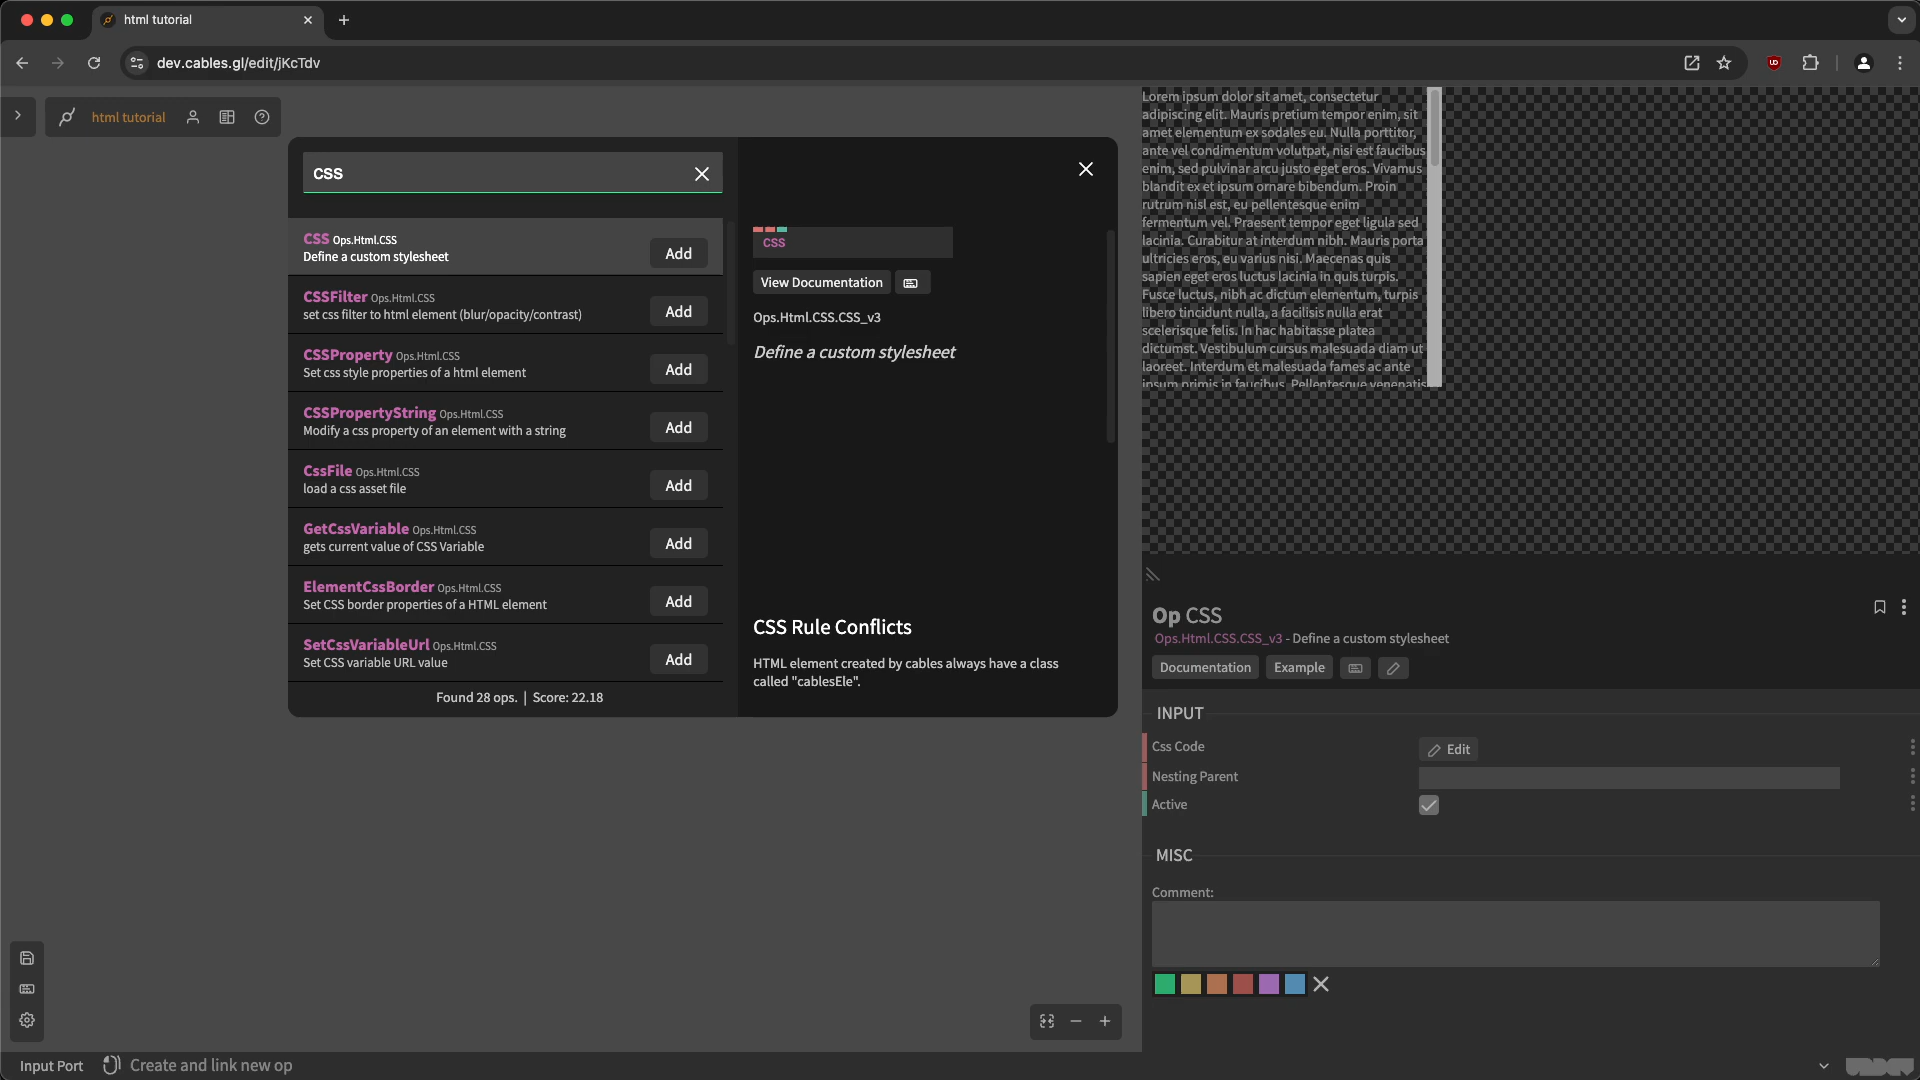 html tutorial
dev.cables.gl/edit/jKcTdv
html tutorial
CSS
CSS Ops.Html.CSS
Define a custom stylesheet
Add
CSSFilter Ops.Html.CSS
set css filter to html element (blur/opacity/contrast)
Add
CSSProperty Ops.Html.CSS
Set css style properties of a html element
Add
CSSPropertyString Ops.Html.CSS
Modify a css property of an element with a string
Add
CssFile Ops.Html.CSS
load a css asset file
Add
GetCssVariable Ops.Html.CSS
gets current value of CSS Variable
Add
ElementCssBorder Ops.Html.CSS
Set CSS border properties of a HTML element
Add
SetCssVariableUrl Ops.Html.CSS
Set CSS variable URL value
Add
Found 28 ops. | Score: 22.18
CSS
View Documentation
Ops.Html.CSS.CSS_v3
Define a custom stylesheet
CSS Rule Conflicts
HTML element created by cables always have a class
called "cablesEle".
Lorem ipsum dolor sit amet, consectetur
adipiscing elit. Mauris pretium tempor enim, sit
amet elementum ex sodales eu. Nulla porttitor,
ante vel condimentum volutpat, nisi est faucibus
enim, sed pulvinar arcu justo eget eros. Vivamus
blandit ex et ipsum ornare bibendum. Proin
rutrum nisl est, eu pellentesque enim
fermentum vel. Praesent tempor eget ligula sed
lacinia. Curabitur at interdum nibh. Mauris porta
ultricies eros, eu varius nisi. Maecenas quis
sapien eget eros luctus lacinia in quis turpis.
Fusce luctus, nibh ac dictum elementum, turpis
libero tincidunt nulla, a facilisis nulla erat
scelerisque felis. In hac habitasse platea
dictumst. Vestibulum cursus malesuada diam ut
laoreet. Interdum et malesuada fames ac ante
ipsum primis in faucibus. Pellentesque venenatis
Op CSS
Ops.Html.CSS.CSS_v3 - Define a custom stylesheet
Documentation
Example
INPUT
Css Code
Edit
Nesting Parent
Active
MISC
Comment:
Input Port
Create and link new op